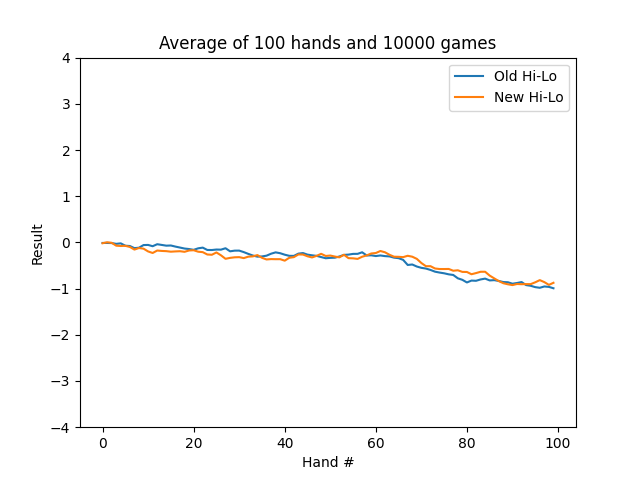 Average of 100 hands and 10000 games
Old Hi-Lo
New Hi-Lo
4
3
2
1
0
−1
−2
−3
−4
Result
0 20 40 60 80 100
Hand #